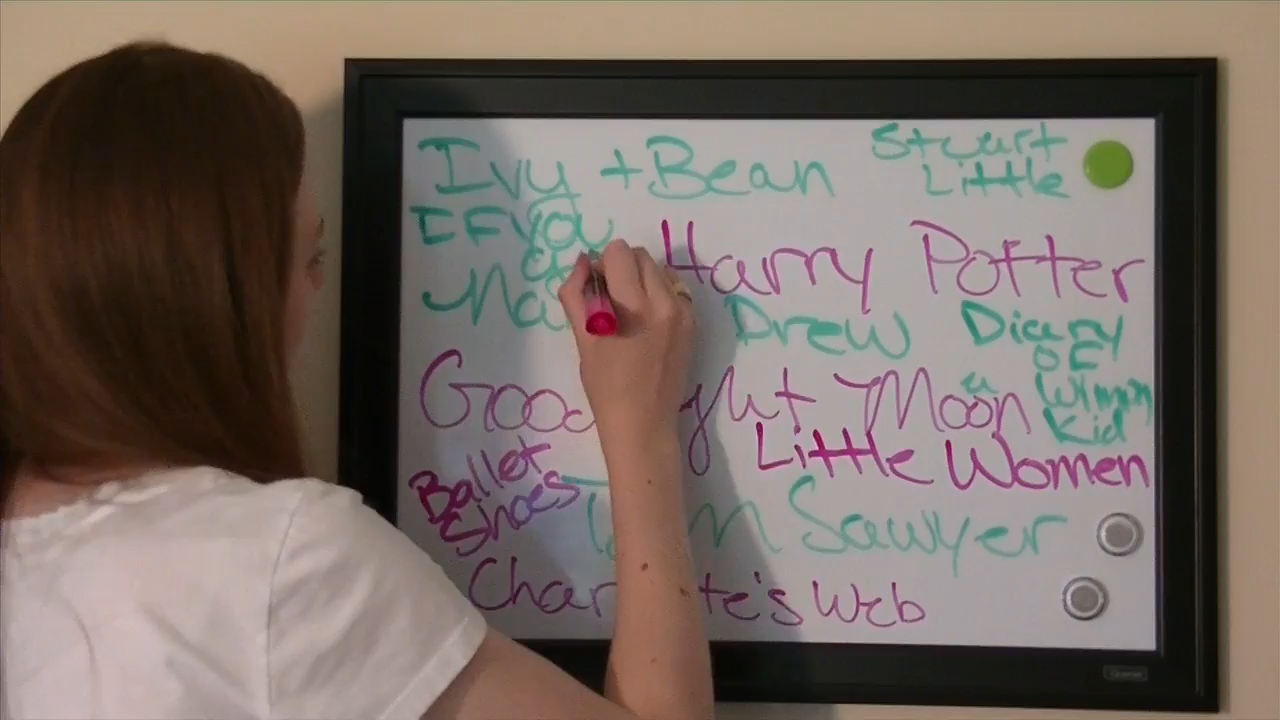 Ivy + Bean
Stuart
Little
If you
Harry Potter
Drew
Diary
of
a Wimpy
Kid
Moon
Little Women
Ballet
Shoes
Sawyer
Web